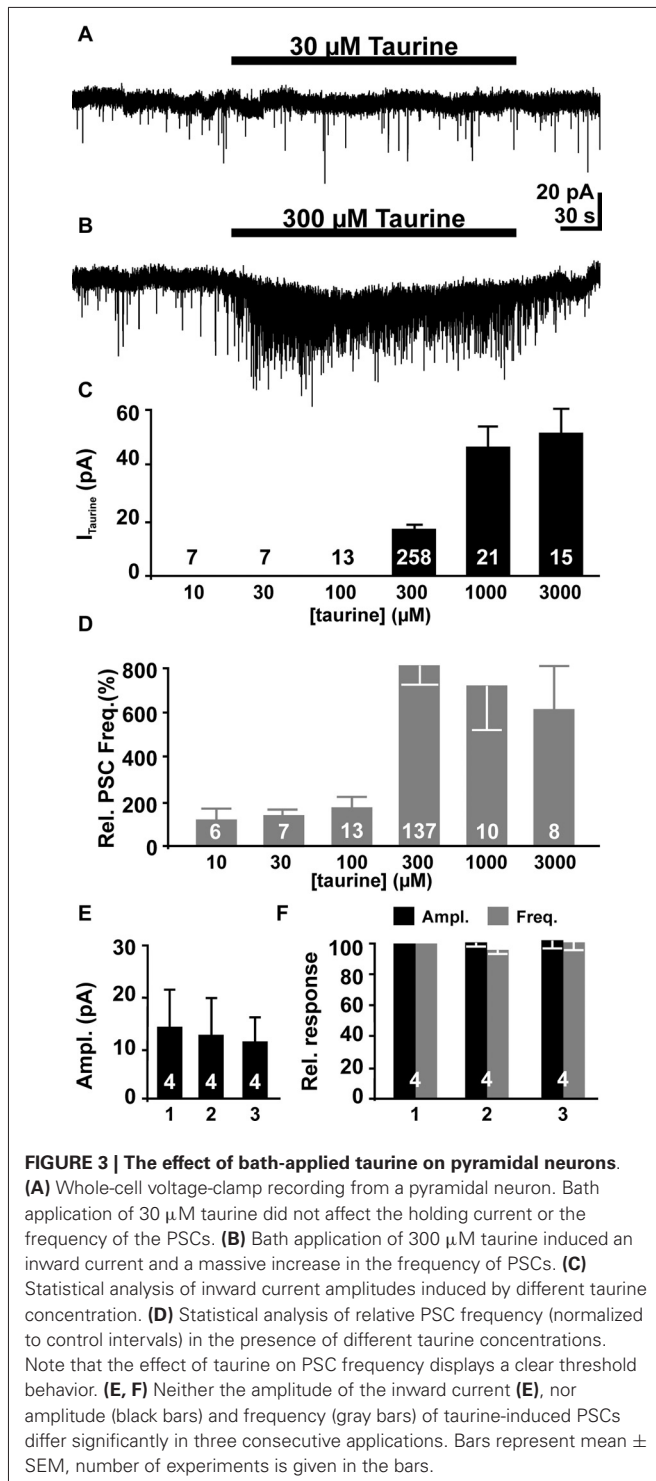 A
30 µM Taurine
20 pA
30 s
B
300 µM Taurine
C
60
40
20
0
I_Taurine (pA)
7 7 13 258 21 15
10 30 100 300 1000 3000
[taurine] (µM)
D
800
600
400
200
0
Rel. PSC Freq.(%)
6 7 13 137 10 8
10 30 100 300 1000 3000
[taurine] (µM)
E
30
20
10
0
Ampl. (pA)
4 4 4
1 2 3
F
Ampl. Freq.
100
80
60
40
20
0
Rel. response
4 4 4
1 2 3
FIGURE 3 | The effect of bath-applied taurine on pyramidal neurons.
(A) Whole-cell voltage-clamp recording from a pyramidal neuron. Bath
application of 30 µM taurine did not affect the holding current or the
frequency of the PSCs. (B) Bath application of 300 µM taurine induced an
inward current and a massive increase in the frequency of PSCs. (C)
Statistical analysis of inward current amplitudes induced by different taurine
concentration. (D) Statistical analysis of relative PSC frequency (normalized
to control intervals) in the presence of different taurine concentrations.
Note that the effect of taurine on PSC frequency displays a clear threshold
behavior. (E, F) Neither the amplitude of the inward current (E), nor
amplitude (black bars) and frequency (gray bars) of taurine-induced PSCs
differ significantly in three consecutive applications. Bars represent mean ±
SEM, number of experiments is given in the bars.